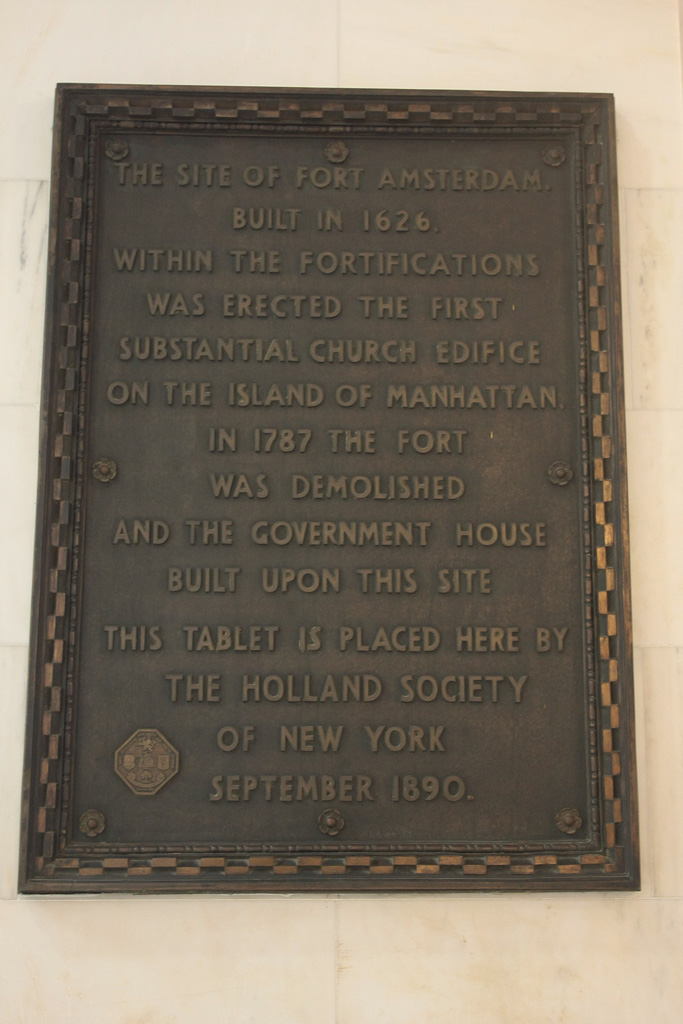 THE SITE OF FORT AMSTERDAM.
BUILT IN 1626.
WITHIN THE FORTIFICATIONS
WAS ERECTED THE FIRST
SUBSTANTIAL CHURCH EDIFICE
ON THE ISLAND OF MANHATTAN.
IN 1787 THE FORT
WAS DEMOLISHED
AND THE GOVERNMENT HOUSE
BUILT UPON THIS SITE
THIS TABLET IS PLACED HERE BY
THE HOLLAND SOCIETY
OF NEW YORK
SEPTEMBER 1890.